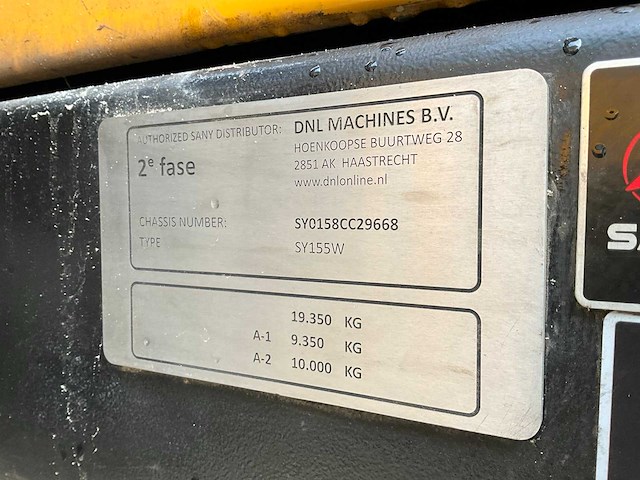 AUTHORIZED SANY DISTRIBUTOR: DNL MACHINES B.V.
2e fase HOENKOOPSE BUURTWEG 28
2851 AK HAASTRECHT
www.dnlonline.nl
CHASSIS NUMBER: SY0158CC29668
TYPE SY155W
19.350 KG
A-1 9.350 KG
A-2 10.000 KG